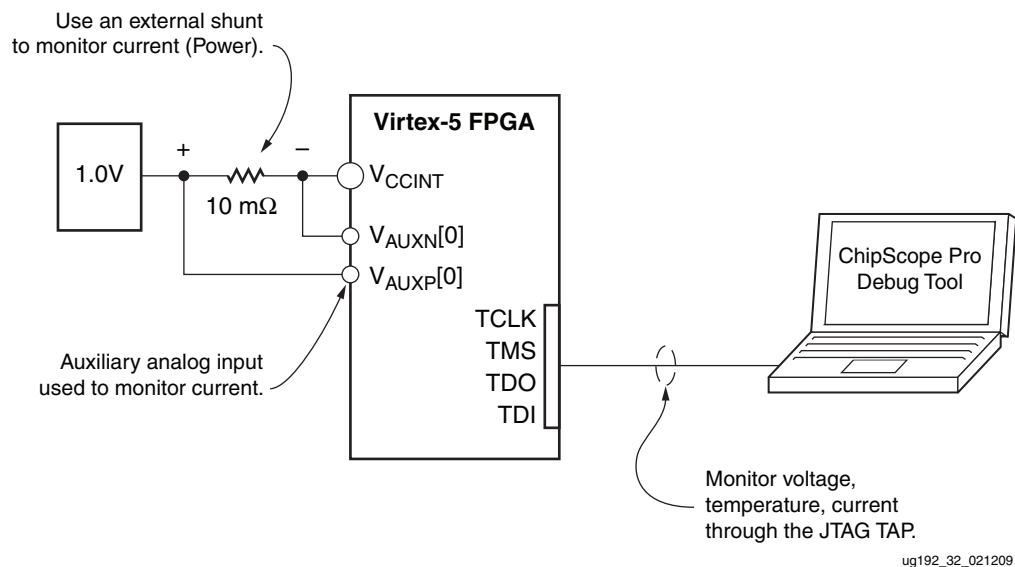 Use an external shunt
to monitor current (Power).
Virtex-5 FPGA
1.0V
+
–
10 mΩ
VCCINT
VAUXN[0]
VAUXP[0]
ChipScope Pro
Debug Tool
TCLK
TMS
TDO
TDI
Auxiliary analog input
used to monitor current.
Monitor voltage,
temperature, current
through the JTAG TAP.
ug192_32_021209